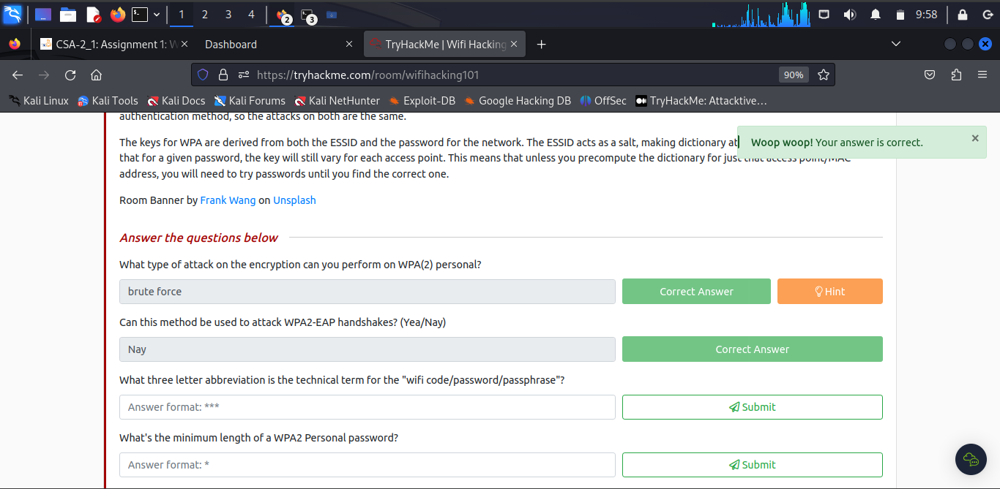 1 2 3 4 2 3 9:58
CSA-2_1: Assignment 1: W Dashboard TryHackMe | Wifi Hacking
https://tryhackme.com/room/wifihacking101 90%
Kali Linux Kali Tools Kali Docs Kali Forums Kali NetHunter Exploit-DB Google Hacking DB OffSec TryHackMe: Attacktive…
authentication method, so the attacks on both are the same.
The keys for WPA are derived from both the ESSID and the password for the network. The ESSID acts as a salt, making dictionary at
Woop woop! Your answer is correct.
that for a given password, the key will still vary for each access point. This means that unless you precompute the dictionary for just that access point/MAC
address, you will need to try passwords until you find the correct one.
Room Banner by Frank Wang on Unsplash
Answer the questions below
What type of attack on the encryption can you perform on WPA(2) personal?
brute force Correct Answer Hint
Can this method be used to attack WPA2-EAP handshakes? (Yea/Nay)
Nay Correct Answer
What three letter abbreviation is the technical term for the "wifi code/password/passphrase"?
Answer format: *** Submit
What's the minimum length of a WPA2 Personal password?
Answer format: * Submit